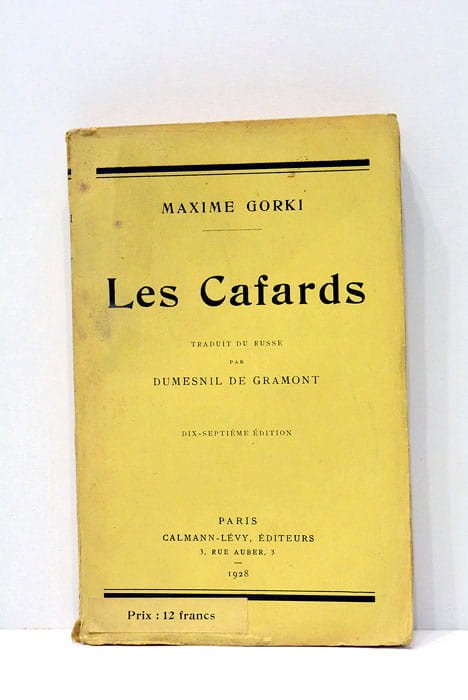 MAXIME GORKI
Les Cafards
TRADUIT DU RUSSE
PAR
DUMESNIL DE GRAMONT
DIX-SEPTIÈME ÉDITION
PARIS
CALMANN-LÉVY, ÉDITEURS
3, RUE AUBER, 3
1928
Prix : 12 francs